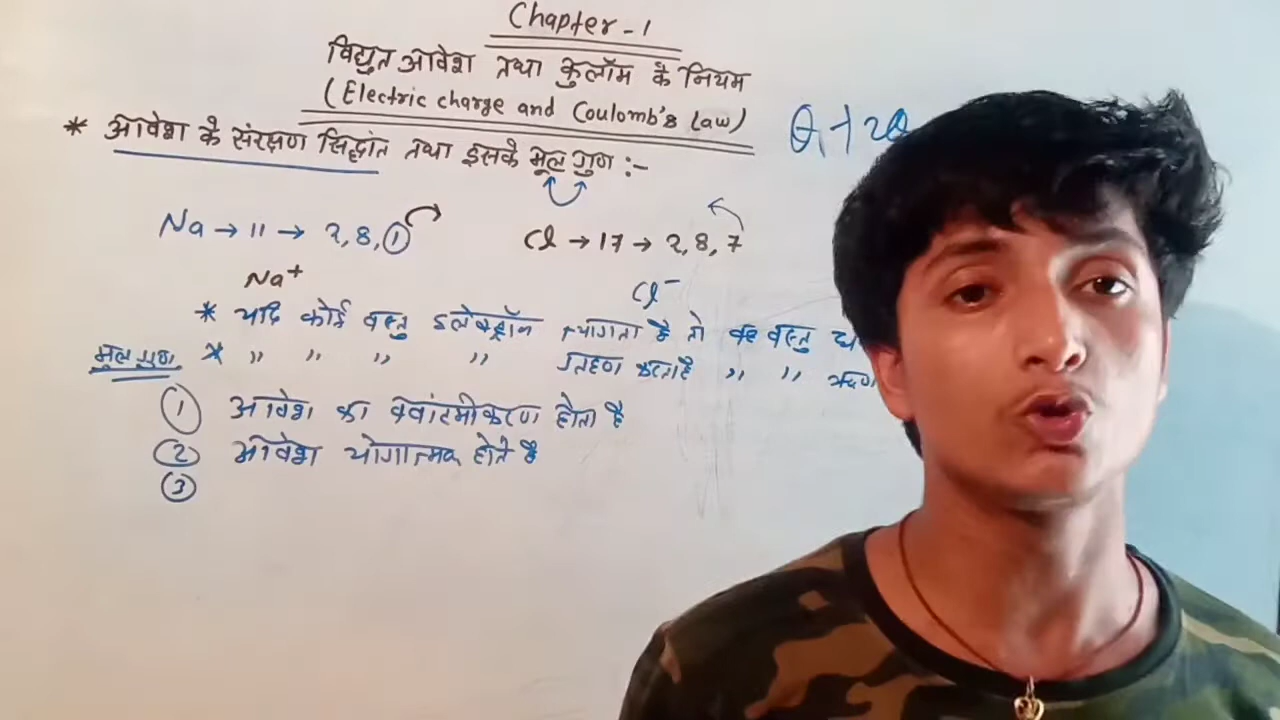 Chapter-1
विद्युत आवेश तथा कुलॉम के नियम
(Electric charge and Coulomb's Law)
* आवेश के संरक्षण सिद्धांत तथा इसके मूल गुण :-
Na → 11 → 2, 8, 1
Cl → 17 → 2, 8, 7
Na⁺
Cl⁻
* यदि कोई वस्तु इलेक्ट्रॉन त्यागता है तो वह वस्तु
मूल गुण * " " " " ग्रहण करता है " " ऋण
① आवेश का क्वांटमीकरण होता है
② आवेश योगात्मक होते है
③